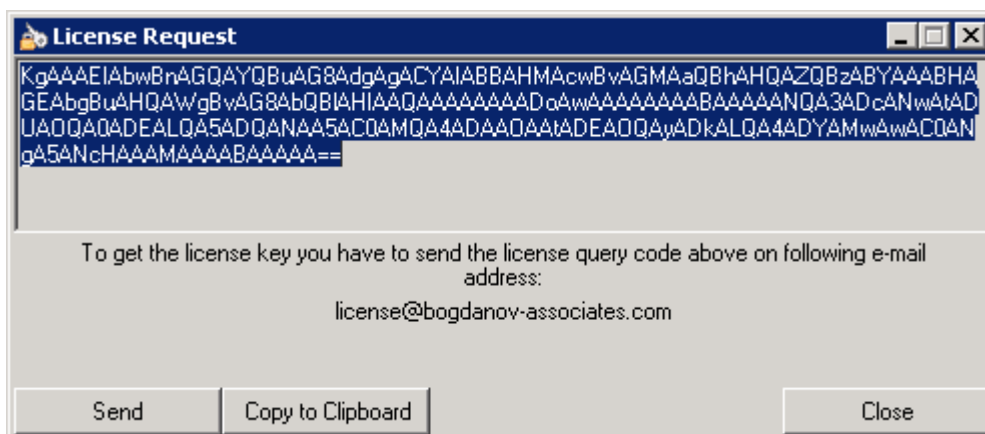 License Request
KgAAAEIAbwBnAGQAYQBuAG8AdgAgACYAIABBAHMAcwBvAGMAaQBhAHQAZQBzABYAAABHA
GEAbgBuAHQAWgBvAG8AbQBlAHIAAQAAAAAAAADoAwAAAAAAAABAAAAANQA3ADcANwAtAD
UAOQA0ADEALQA5ADQANAA5AC0AMQA4ADAAOAAtADEAOQAyADkALQA4ADYAMwAwAC0AN
gA5ANcHAAAMAAAABAAAAA==
To get the license key you have to send the license query code above on following e-mail
address:
license@bogdanov-associates.com
Send
Copy to Clipboard
Close